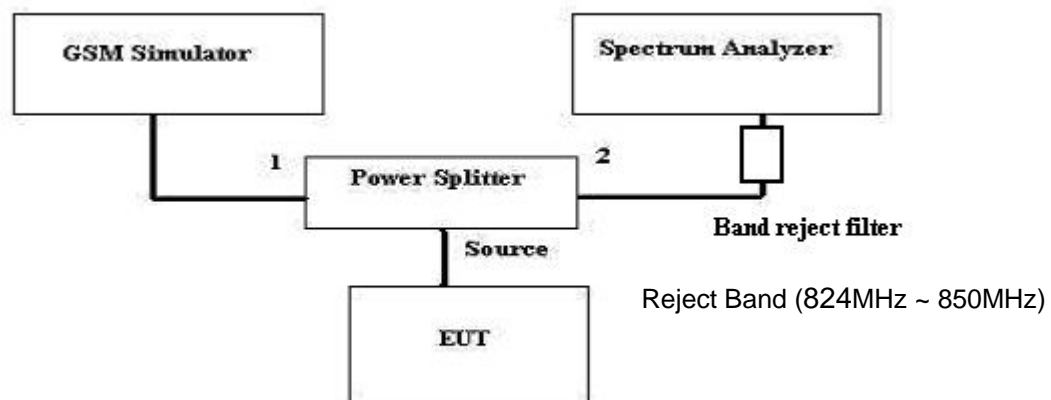 GSM Simulator
Spectrum Analyzer
1
Power Splitter
2
Band reject filter
Source
Reject Band (824MHz ~ 850MHz)
EUT